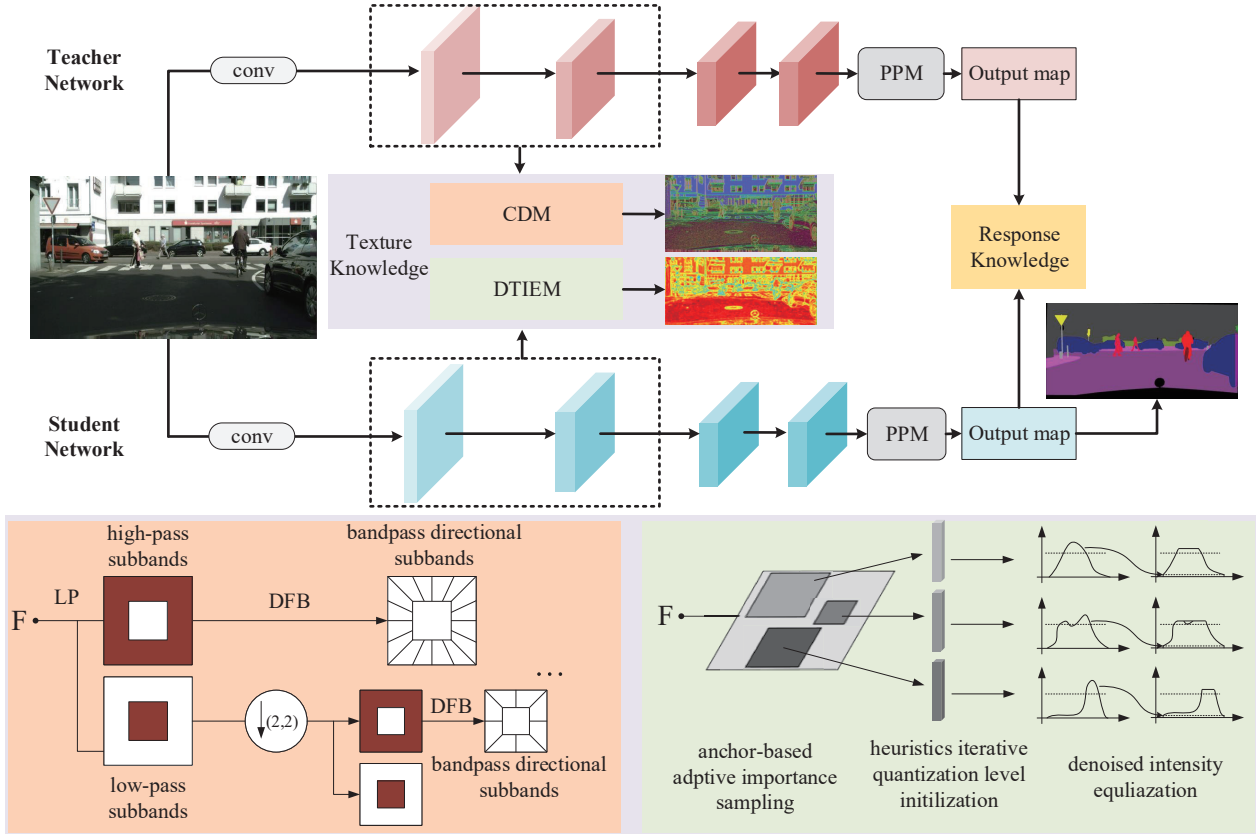 Teacher
Network
conv
PPM
Output map
CDM
Texture
Knowledge
DTIEM
Response
Knowledge
Student
Network
conv
PPM
Output map
high-pass
subbands
bandpass directional
subbands
LP
DFB
F
...
(2,2)
DFB
low-pass
subbands
bandpass directional
subbands
F
anchor-based
adptive importance
sampling
heuristics iterative
quantization level
initilization
denoised intensity
equliazation